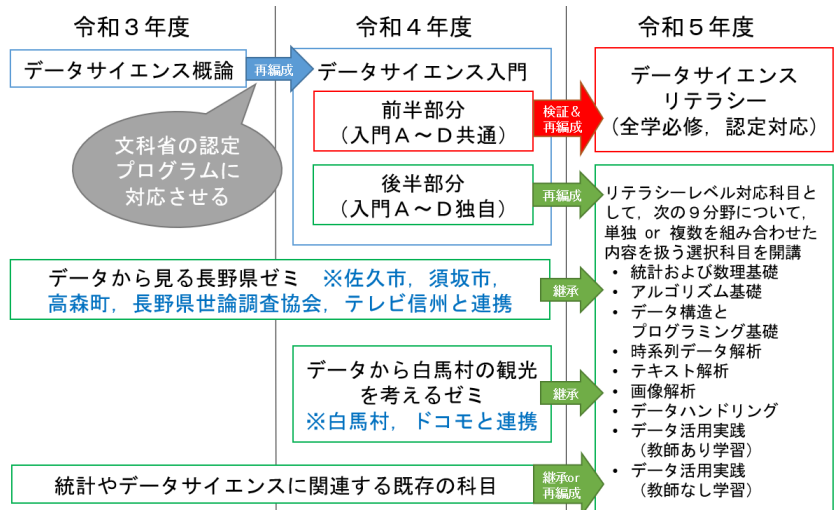 令和３年度
令和４年度
令和５年度
データサイエンス概論
再編成
データサイエンス入門
前半部分
（入門Ａ～Ｄ共通）
検証＆
再編成
データサイエンス
リテラシー
（全学必修，認定対応）
文科省の認定
プログラムに
対応させる
後半部分
（入門Ａ～Ｄ独自）
再編成
リテラシーレベル対応科目と
して，次の９分野について，
単独 or 複数を組み合わせた
内容を扱う選択科目を開講
• 統計および数理基礎
• アルゴリズム基礎
• データ構造と
プログラミング基礎
• 時系列データ解析
• テキスト解析
• 画像解析
• データハンドリング
• データ活用実践
（教師あり学習）
• データ活用実践
（教師なし学習）
データから見る長野県ゼミ ※佐久市，須坂市，
高森町，長野県世論調査協会，テレビ信州と連携
継承
データから白馬村の観光
を考えるゼミ
※白馬村，ドコモと連携
継承
統計やデータサイエンスに関連する既存の科目
継承or
再編成